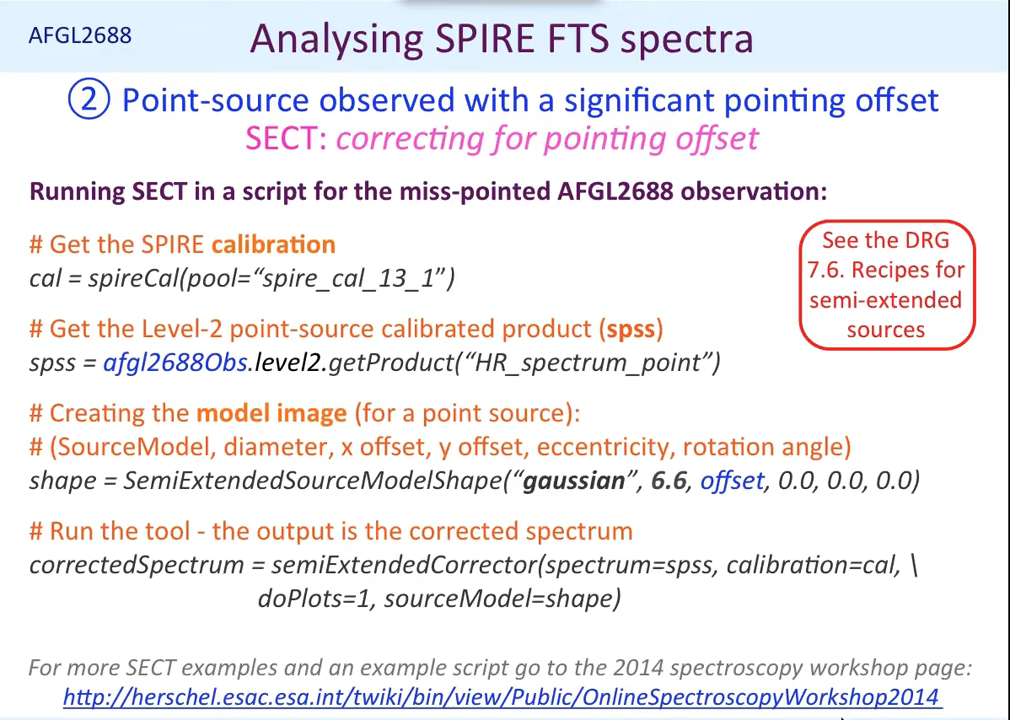 AFGL2688
Analysing SPIRE FTS spectra
② Point-source observed with a significant pointing offset
SECT: correcting for pointing offset
Running SECT in a script for the miss-pointed AFGL2688 observation:
# Get the SPIRE calibration
cal = spireCal(pool=“spire_cal_13_1”)
# Get the Level-2 point-source calibrated product (spss)
spss = afgl2688Obs.level2.getProduct(“HR_spectrum_point”)
# Creating the model image (for a point source):
# (SourceModel, diameter, x offset, y offset, eccentricity, rotation angle)
shape = SemiExtendedSourceModelShape(“gaussian”, 6.6, offset, 0.0, 0.0, 0.0)
# Run the tool - the output is the corrected spectrum
correctedSpectrum = semiExtendedCorrector(spectrum=spss, calibration=cal, \
doPlots=1, sourceModel=shape)
See the DRG
7.6. Recipes for
semi-extended
sources
For more SECT examples and an example script go to the 2014 spectroscopy workshop page:
http://herschel.esac.esa.int/twiki/bin/view/Public/OnlineSpectroscopyWorkshop2014